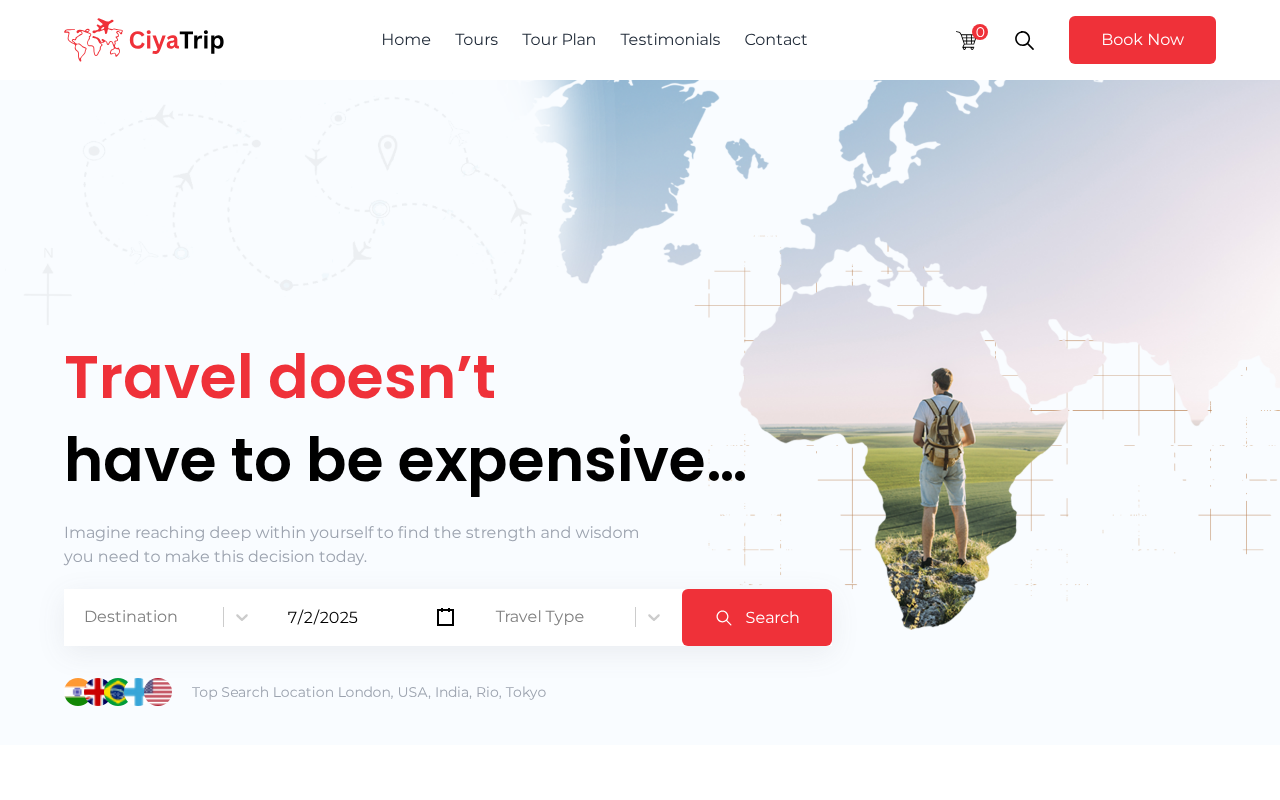 CiyaTrip
Home Tours Tour Plan Testimonials Contact
0
Book Now
N
Travel doesn’t
have to be expensive...
Imagine reaching deep within yourself to find the strength and wisdom
you need to make this decision today.
Destination 7/2/2025 Travel Type Search
Top Search Location London, USA, India, Rio, Tokyo